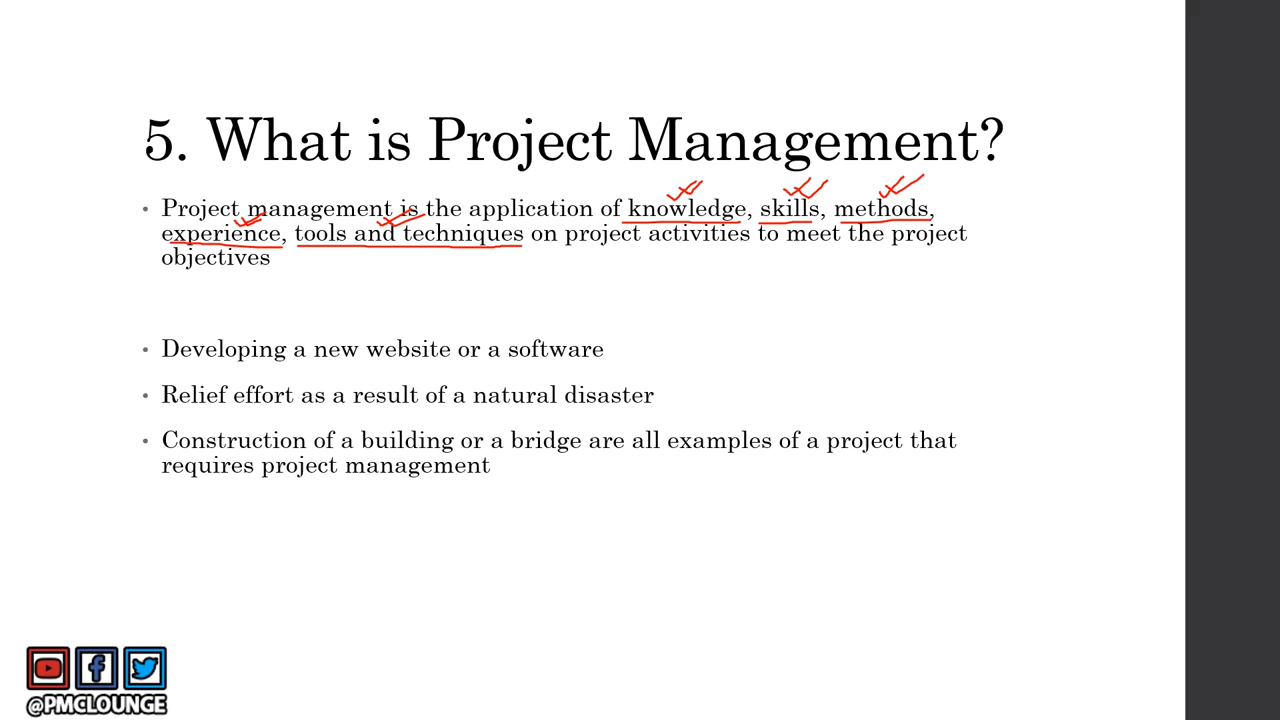 5. What is Project Management?
• Project management is the application of knowledge, skills, methods,
experience, tools and techniques on project activities to meet the project
objectives
• Developing a new website or a software
• Relief effort as a result of a natural disaster
• Construction of a building or a bridge are all examples of a project that
requires project management
@PMCLOUNGE